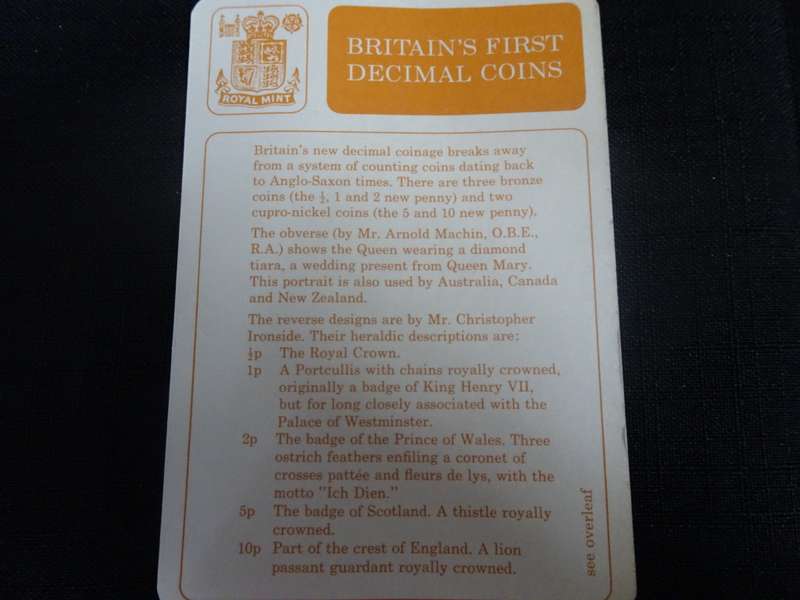 ROYAL MINT
BRITAIN'S FIRST
DECIMAL COINS
Britain's new decimal coinage breaks away
from a system of counting coins dating back
to Anglo-Saxon times. There are three bronze
coins (the ½, 1 and 2 new penny) and two
cupro-nickel coins (the 5 and 10 new penny).
The obverse (by Mr. Arnold Machin, O.B.E.,
R.A.) shows the Queen wearing a diamond
tiara, a wedding present from Queen Mary.
This portrait is also used by Australia, Canada
and New Zealand.
The reverse designs are by Mr. Christopher
Ironside. Their heraldic descriptions are:
½p The Royal Crown.
1p A Portcullis with chains royally crowned,
originally a badge of King Henry VII,
but for long closely associated with the
Palace of Westminster.
2p The badge of the Prince of Wales. Three
ostrich feathers enfiling a coronet of
crosses pattée and fleurs de lys, with the
motto "Ich Dien."
5p The badge of Scotland. A thistle royally
crowned.
10p Part of the crest of England. A lion
passant guardant royally crowned.
see overleaf